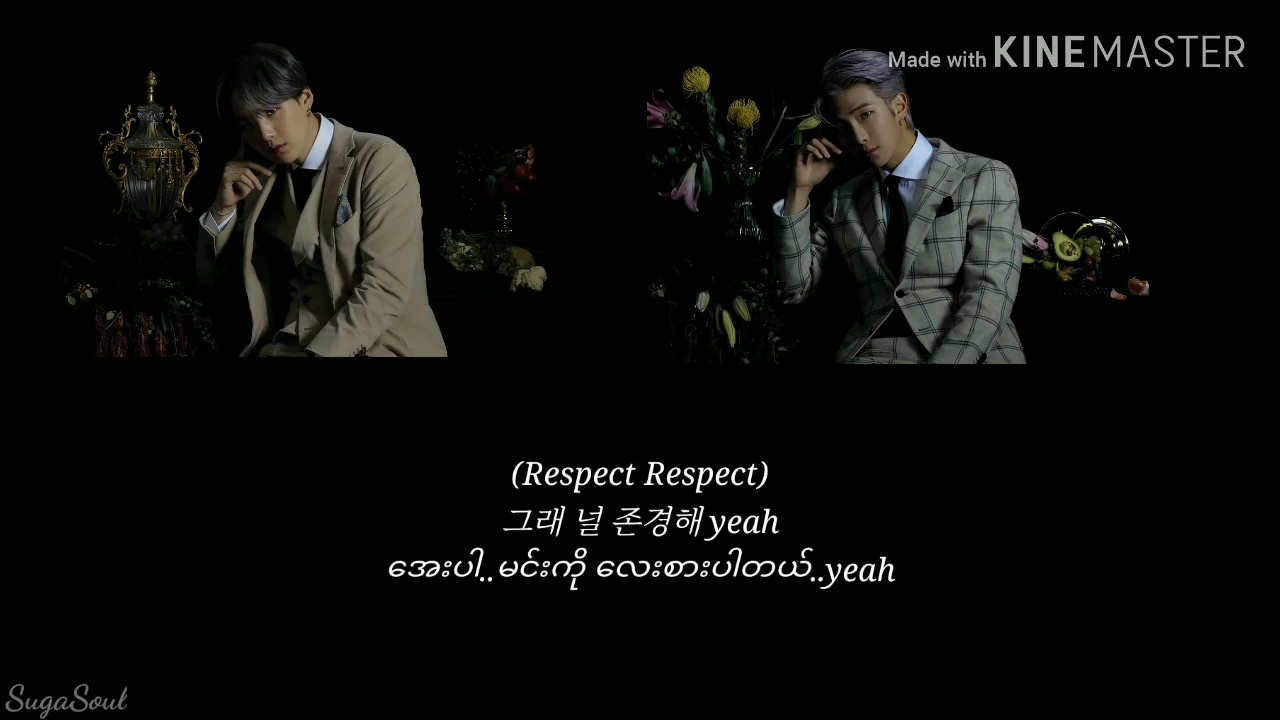 Made with KINEMASTER
(Respect Respect)
그래 널 존경해 yeah
အေးပါ..မင်းကို လေးစားပါတယ်..yeah
SugaSoul